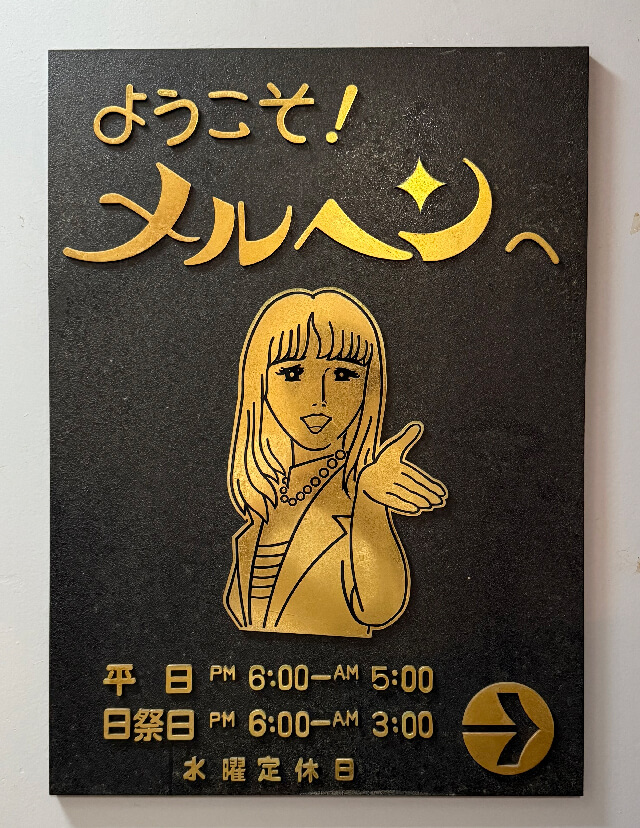 ようこそ!
メルヘンへ
平日 PM 6:00—AM 5:00
日祭日 PM 6:00—AM 3:00
水曜定休日